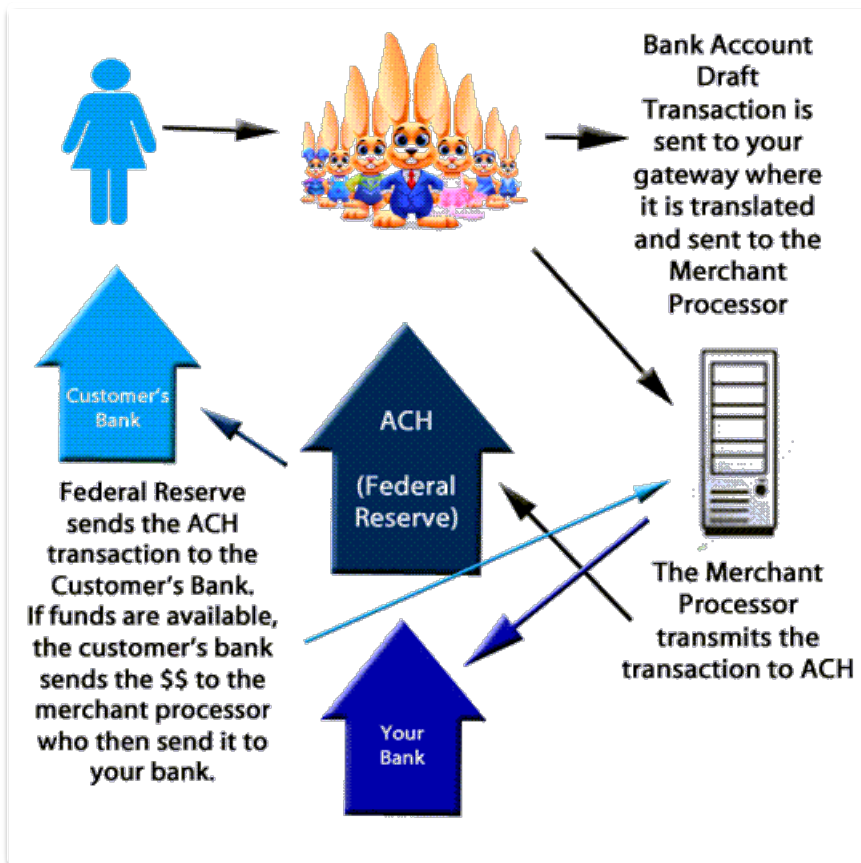 Bank Account
Draft
Transaction is
sent to your
gateway where
it is translated
and sent to the
Merchant
Processor
Customer's
Bank
ACH
(Federal
Reserve)
Federal Reserve
sends the ACH
transaction to the
Customer's Bank.
If funds are available,
the customer's bank
sends the $$ to the
merchant processor
who then send it to
your bank.
The Merchant
Processor
transmits the
transaction to ACH
Your
Bank